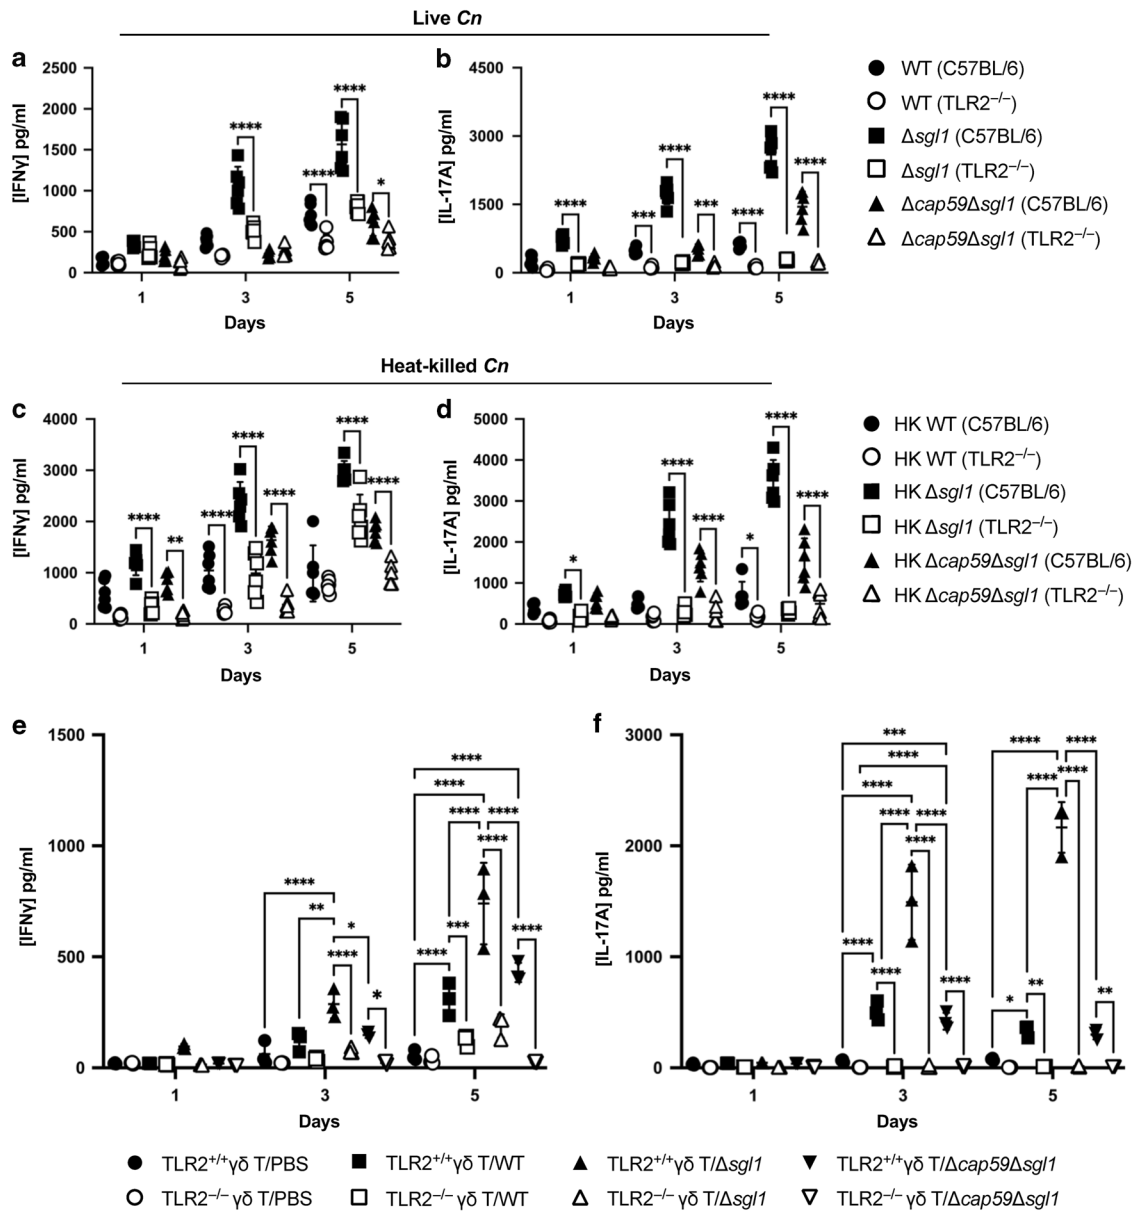 Live Cn
a
2500
2000
1500
1000
500
0
[IFNγ] pg/ml
****
****
****
*
1
3
5
Days
b
4500
3000
1500
0
[IL-17A] pg/ml
****
***
****
***
****
****
****
1
3
5
Days
WT (C57BL/6)
WT (TLR2–/–)
Δsgl1 (C57BL/6)
Δsgl1 (TLR2–/–)
Δcap59Δsgl1 (C57BL/6)
Δcap59Δsgl1 (TLR2–/–)
Heat-killed Cn
c
4000
3000
2000
1000
0
[IFNγ] pg/ml
****
**
****
****
****
****
****
1
3
5
Days
d
5000
4000
3000
2000
1000
0
[IL-17A] pg/ml
*
****
****
*
****
****
1
3
5
Days
HK WT (C57BL/6)
HK WT (TLR2–/–)
HK Δsgl1 (C57BL/6)
HK Δsgl1 (TLR2–/–)
HK Δcap59Δsgl1 (C57BL/6)
HK Δcap59Δsgl1 (TLR2–/–)
e
1500
1000
500
0
[IFNγ] pg/ml
****
**
*
****
*
****
****
**** ****
****
**** *** ****
1
3
5
Days
f
3000
2000
1000
0
[IL-17A] pg/ml
***
****
****
**** ****
****
**** **** ****
**** ****
**** ****
* ** **
1
3
5
Days
TLR2+/+γδ T/PBS
TLR2+/+γδ T/WT
TLR2+/+γδ T/Δsgl1
TLR2+/+γδ T/Δcap59Δsgl1
TLR2–/– γδ T/PBS
TLR2–/– γδ T/WT
TLR2–/– γδ T/Δsgl1
TLR2–/– γδ T/Δcap59Δsgl1